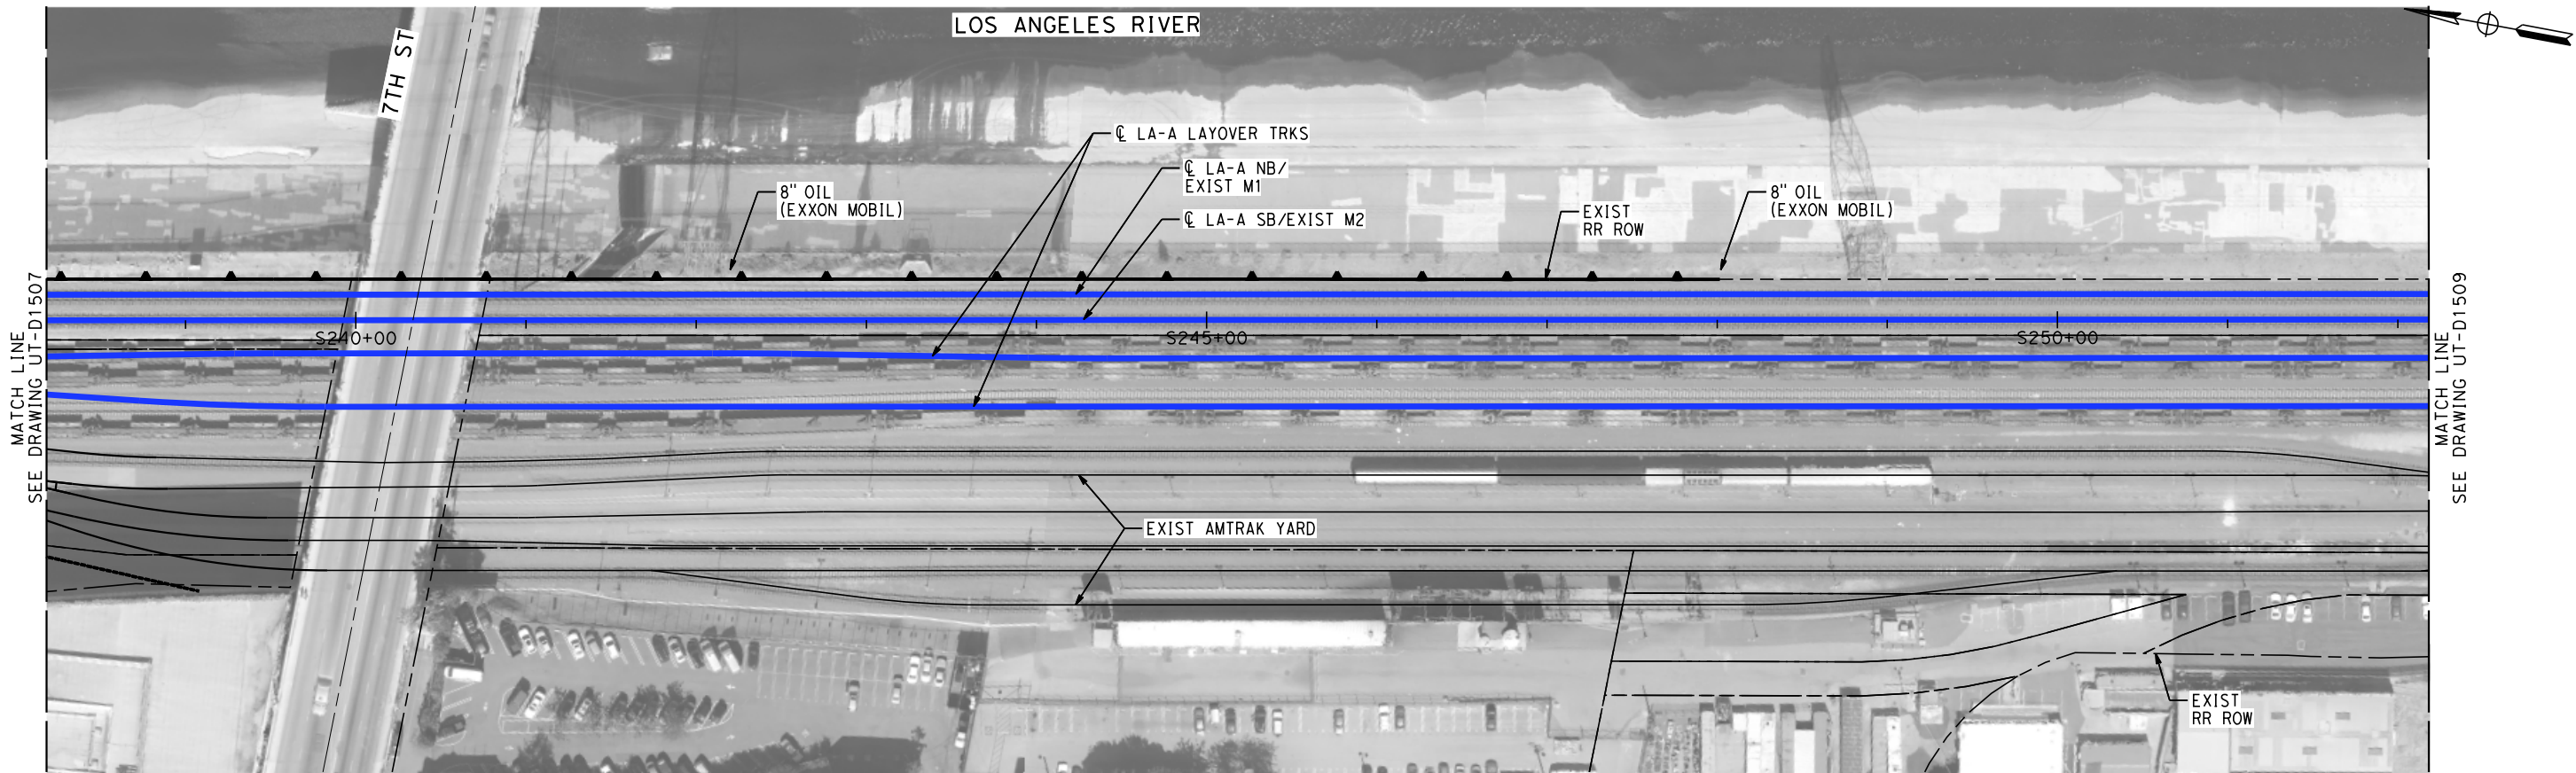 LOS ANGELES RIVER
7TH ST
℄ LA-A LAYOVER TRKS
℄ LA-A NB/
EXIST M1
8" OIL
(EXXON MOBIL)
℄ LA-A SB/EXIST M2
EXIST
RR ROW
8" OIL
(EXXON MOBIL)
MATCH LINE
SEE DRAWING UT-D1507
S240+00
S245+00
S250+00
MATCH LINE
SEE DRAWING UT-D1509
EXIST AMTRAK YARD
EXIST
RR ROW